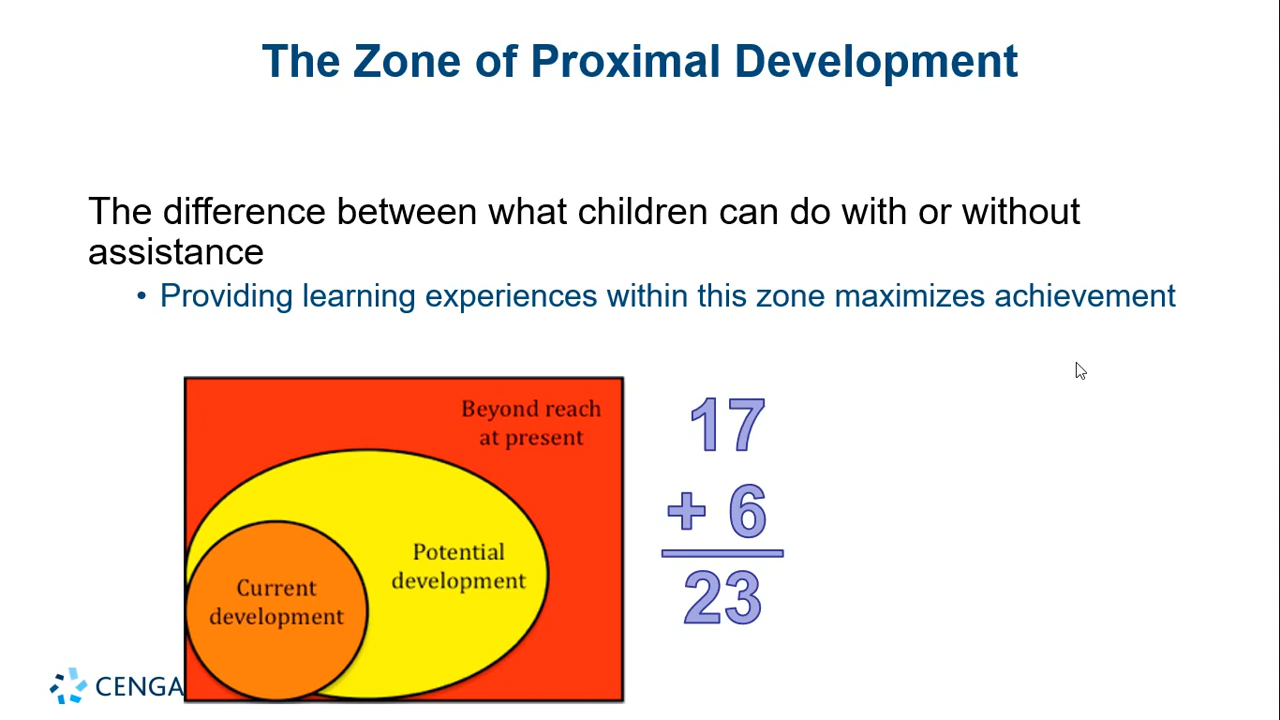 The Zone of Proximal Development
The difference between what children can do with or without
assistance
• Providing learning experiences within this zone maximizes achievement
Beyond reach
at present
Potential
development
Current
development
17
+ 6
23
CENGA